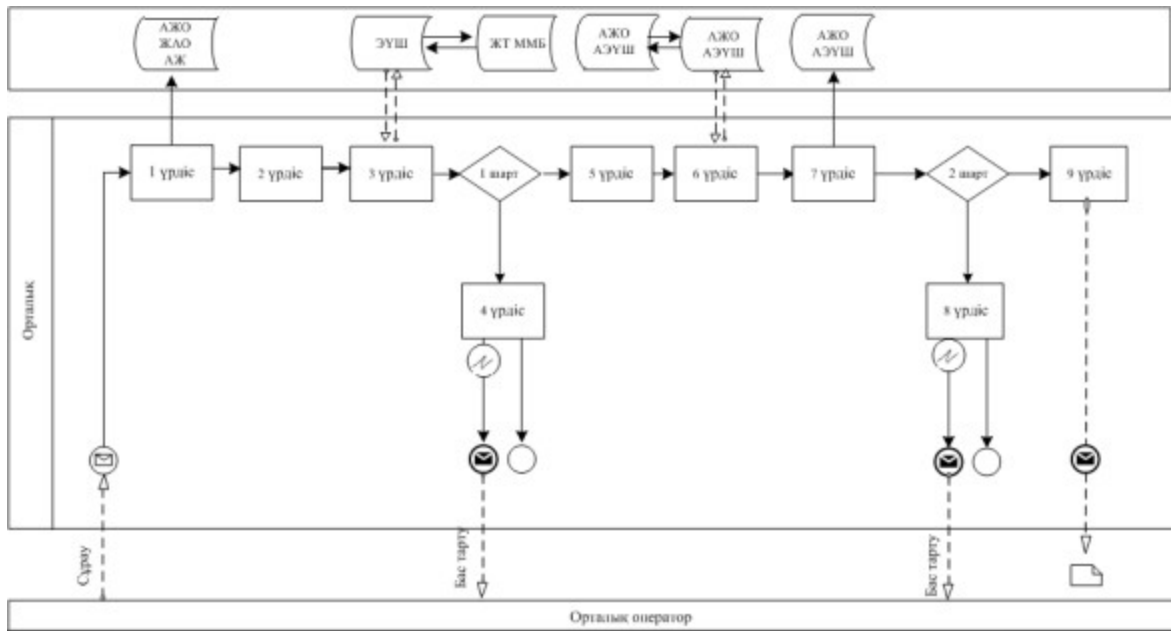 АЖО
ЖЛО
АЖ
ЭҮШ
ЖТ ММБ
АЖО
АЭҮШ
АЖО
АЭҮШ
АЖО
АЭҮШ
1 үрдіс
2 үрдіс
3 үрдіс
1 шарт
5 үрдіс
6 үрдіс
7 үрдіс
2 шарт
9 үрдіс
4 үрдіс
8 үрдіс
Орталық
Сұрау
Бас тарту
Бас тарту
Орталық оператор